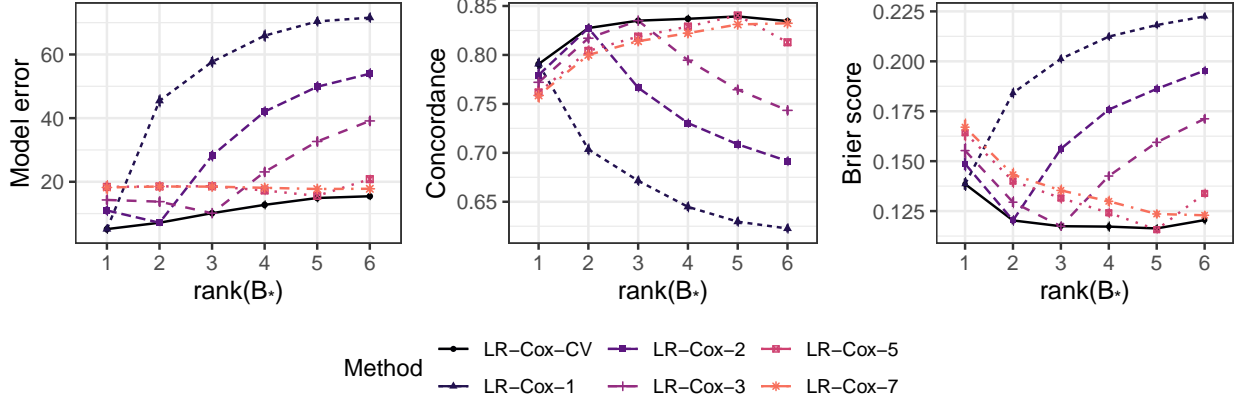 Model error
20
40
60
1 2 3 4 5 6
rank(B*)
Concordance
0.65
0.70
0.75
0.80
0.85
1 2 3 4 5 6
rank(B*)
Brier score
0.125
0.150
0.175
0.200
0.225
1 2 3 4 5 6
rank(B*)
Method
LR−Cox−CV LR−Cox−2 LR−Cox−5
LR−Cox−1 LR−Cox−3 LR−Cox−7